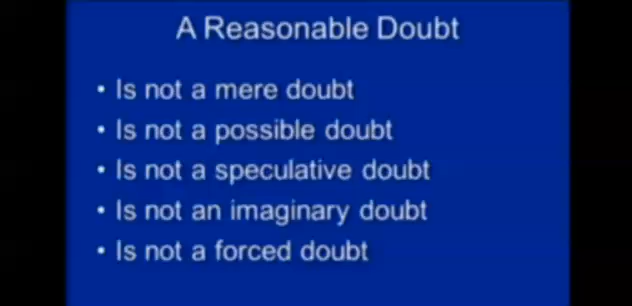 A Reasonable Doubt
• Is not a mere doubt
• Is not a possible doubt
• Is not a speculative doubt
• Is not an imaginary doubt
• Is not a forced doubt